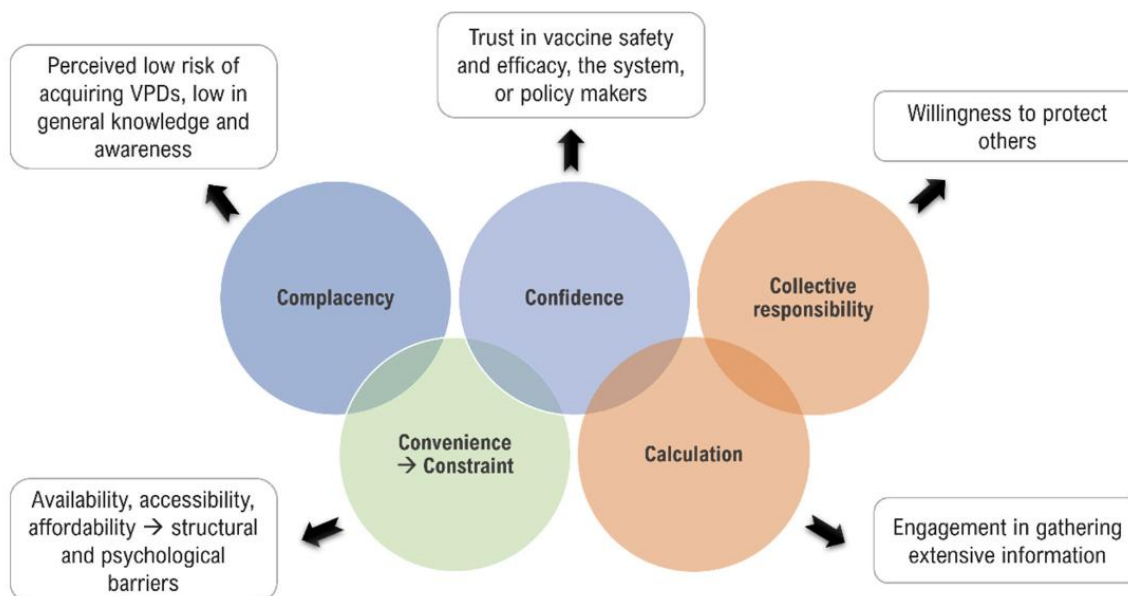 Perceived low risk of
acquiring VPDs, low in
general knowledge and
awareness
Trust in vaccine safety
and efficacy, the system,
or policy makers
Willingness to protect
others
Complacency
Confidence
Collective
responsibility
Convenience
→ Constraint
Calculation
Availability, accessibility,
affordability → structural
and psychological
barriers
Engagement in gathering
extensive information